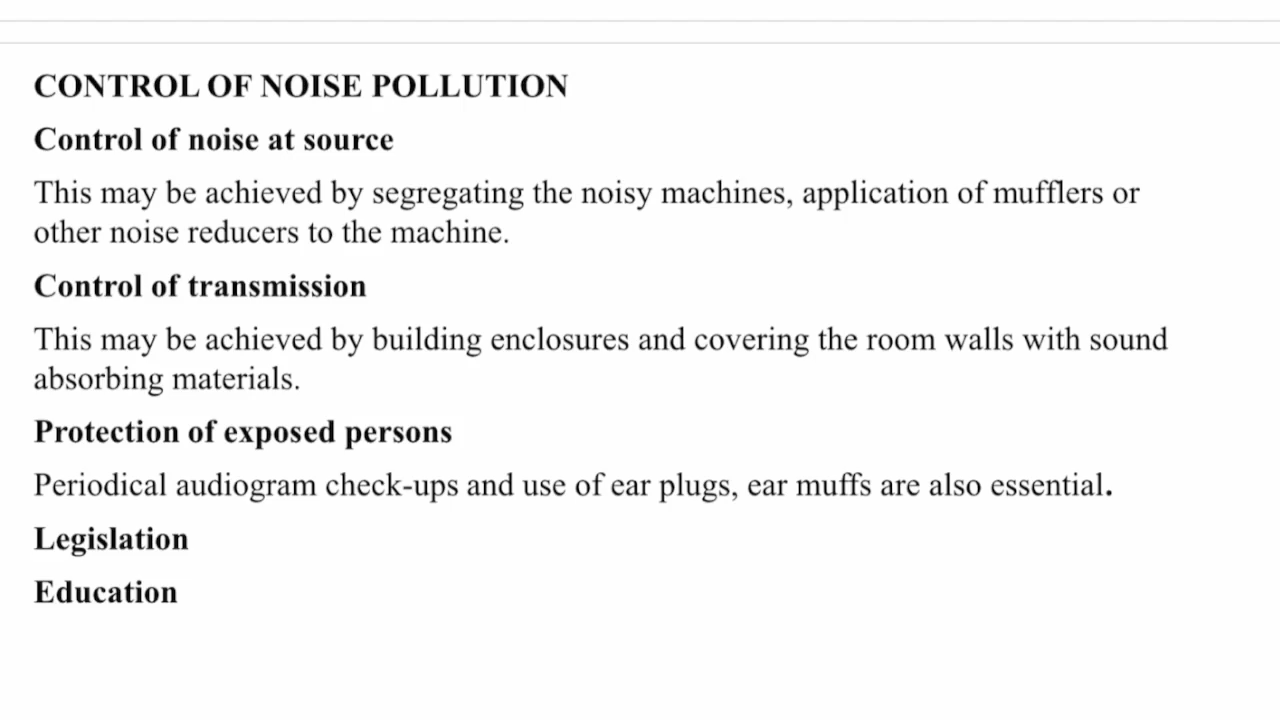 CONTROL OF NOISE POLLUTION
Control of noise at source
This may be achieved by segregating the noisy machines, application of mufflers or
other noise reducers to the machine.
Control of transmission
This may be achieved by building enclosures and covering the room walls with sound
absorbing materials.
Protection of exposed persons
Periodical audiogram check-ups and use of ear plugs, ear muffs are also essential.
Legislation
Education